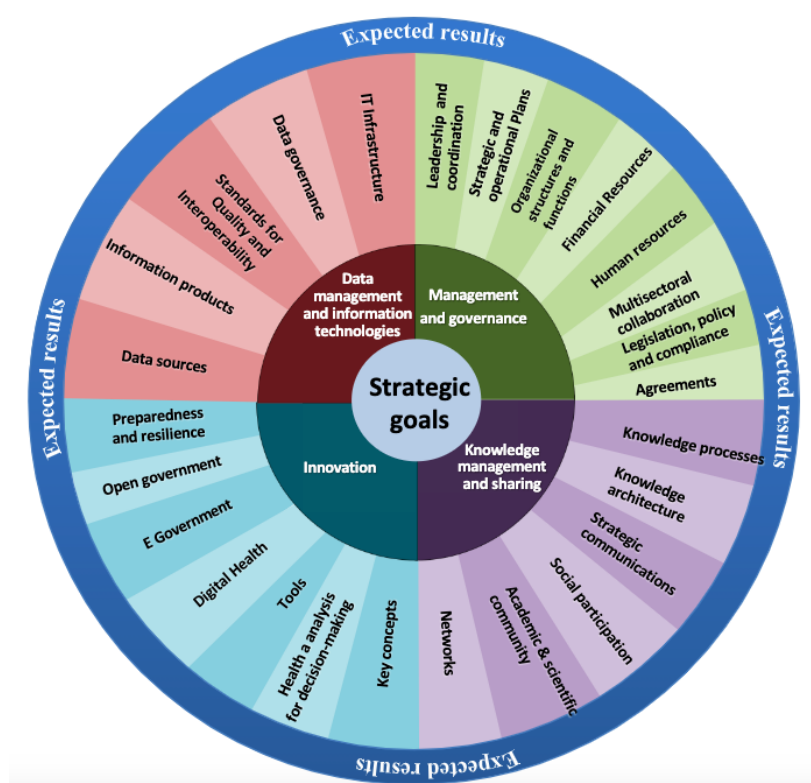 Expected results
Expected results
Expected results
Expected results
Strategic
goals
Management
and governance
Leadership and
coordination
Strategic and
operational Plans
Organizational
structures and
functions
Financial Resources
Human resources
Multisectoral
collaboration
Legislation, policy
and compliance
Agreements
Knowledge
management
and sharing
Knowledge processes
Knowledge
architecture
Strategic
communications
Social participation
Academic & scientific
community
Networks
Innovation
Key concepts
Health a analysis
for decision-making
Tools
Digital Health
E Government
Open government
Preparedness
and resilience
Data
management
and information
technologies
Data sources
Information products
Standards for
Quality and
Interoperability
Data governance
IT Infrastructure